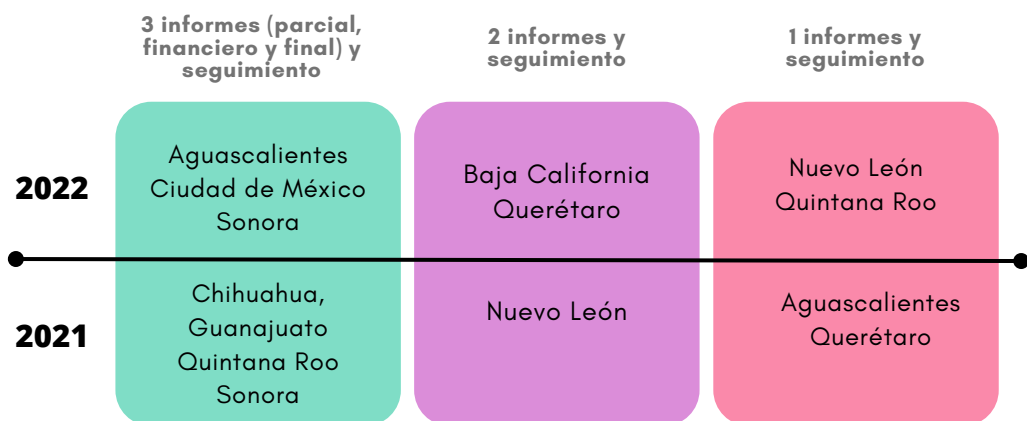 3 informes (parcial,
financiero y final) y
seguimiento
2 informes y
seguimiento
1 informes y
seguimiento
2022
Aguascalientes
Ciudad de México
Sonora
Baja California
Querétaro
Nuevo León
Quintana Roo
2021
Chihuahua,
Guanajuato
Quintana Roo
Sonora
Nuevo León
Aguascalientes
Querétaro